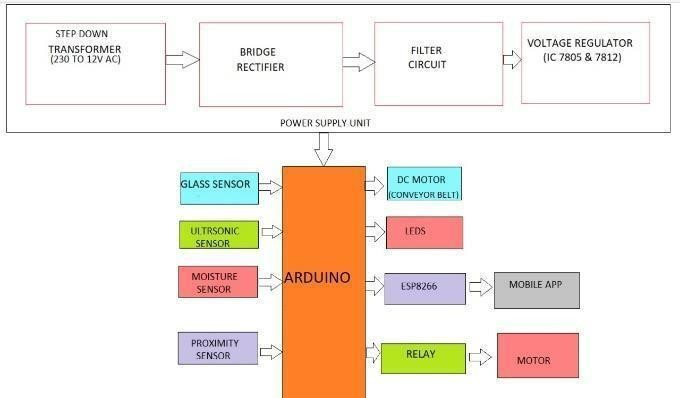 STEP DOWN
TRANSFORMER
(230 TO 12V AC)
BRIDGE
RECTIFIER
FILTER
CIRCUIT
VOLTAGE REGULATOR
(IC 7805 & 7812)
POWER SUPPLY UNIT
GLASS SENSOR
ULTRSONIC
SENSOR
MOISTURE
SENSOR
PROXIMITY
SENSOR
ARDUINO
DC MOTOR
(CONVEYOR BELT)
LEDS
ESP8266
MOBILE APP
RELAY
MOTOR